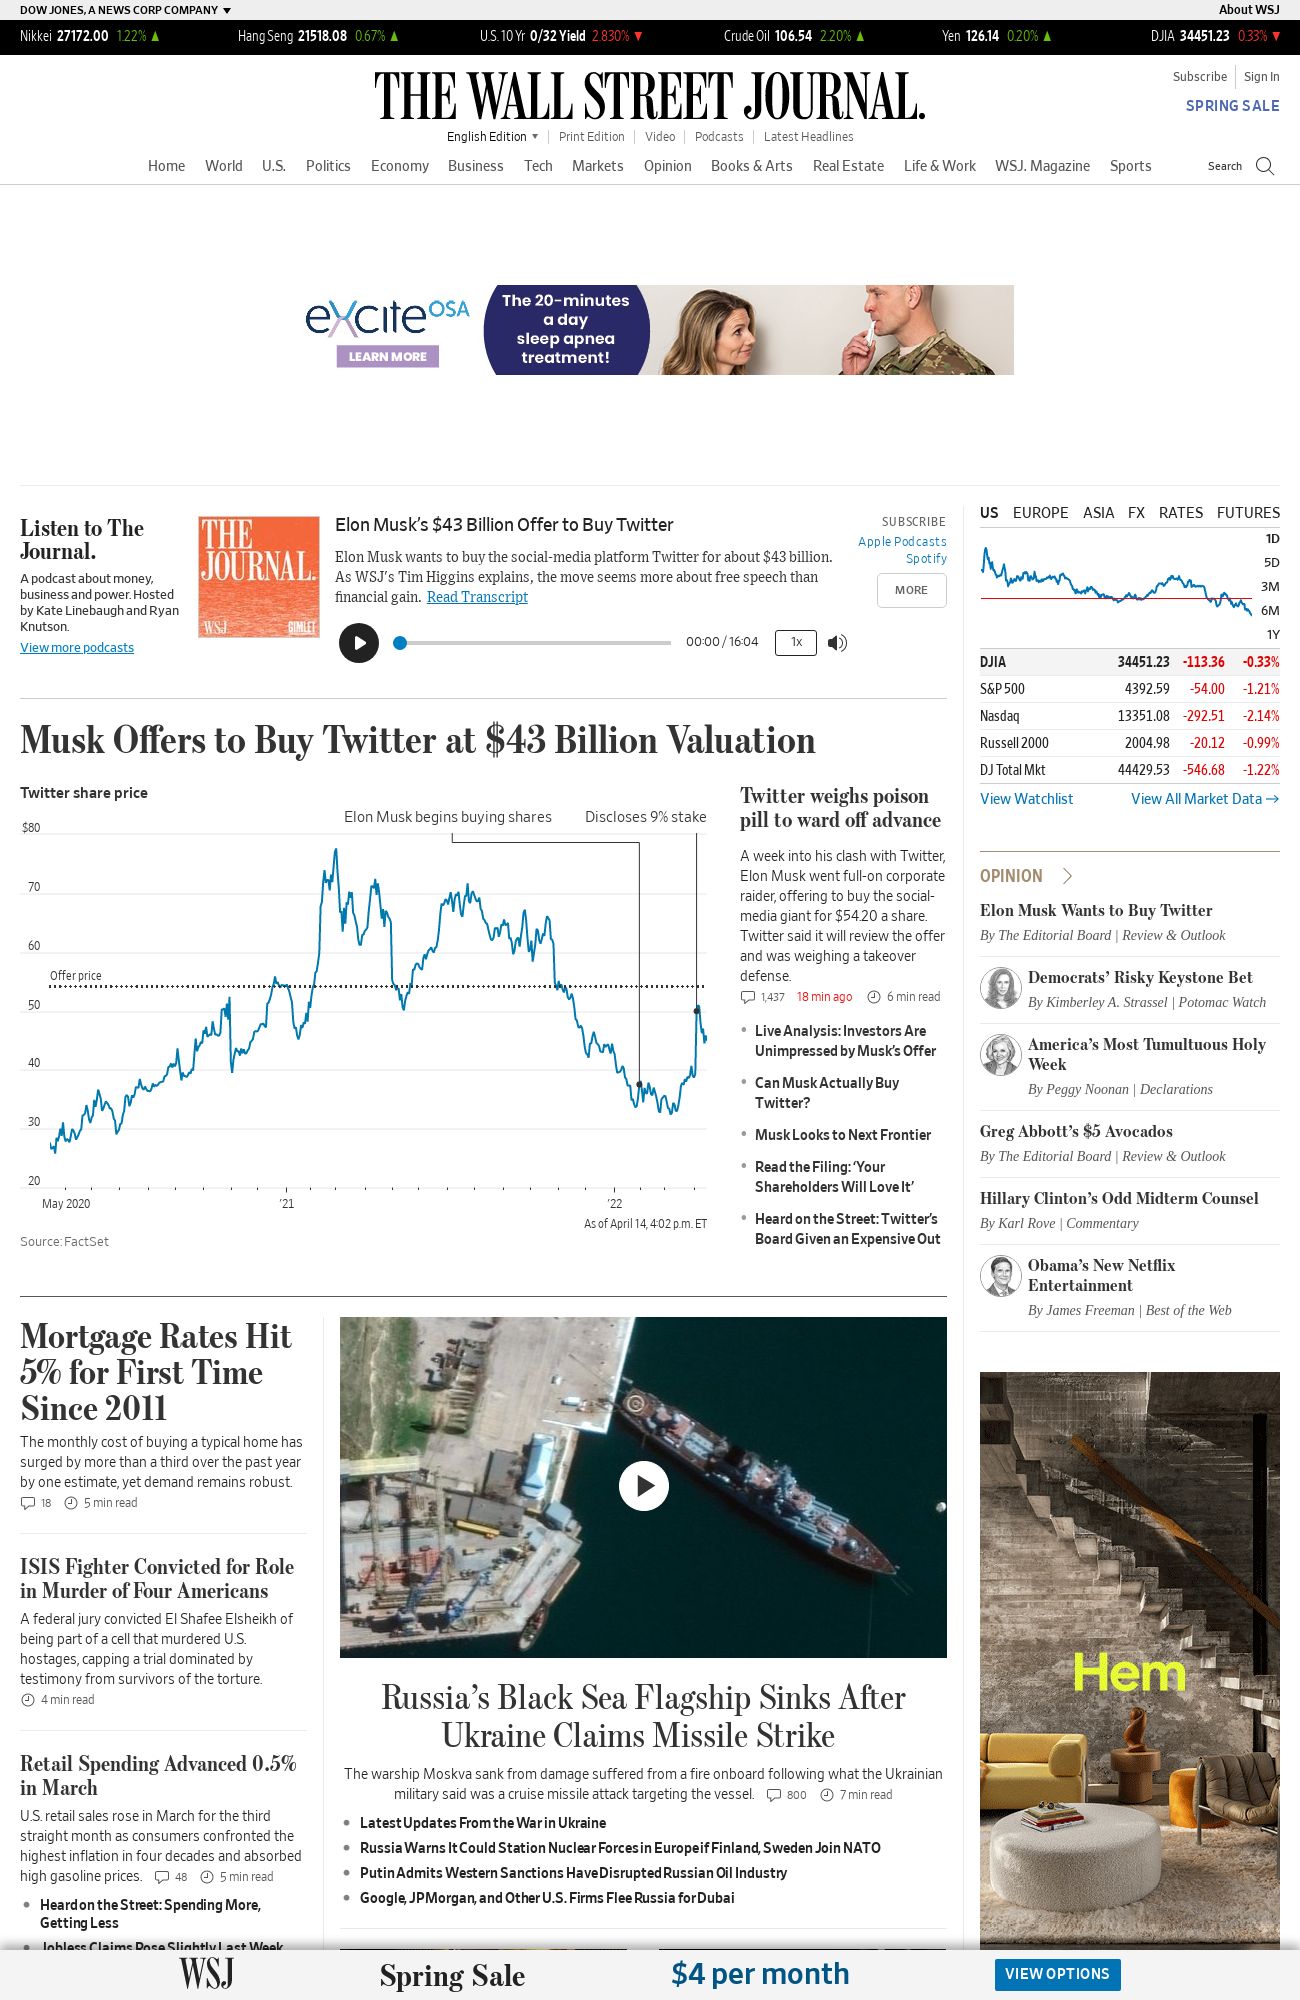 DOW JONES, A NEWS CORP COMPANY
About WSJ
Nikkei 27172.00 1.22%
Hang Seng 21518.08 0.67%
U.S. 10 Yr 0/32 Yield 2.830%
Crude Oil 106.54 2.20%
Yen 126.14 0.20%
DJIA 34451.23 0.33%
Subscribe
Sign In
THE WALL STREET JOURNAL.
SPRING SALE
English Edition
Print Edition
Video
Podcasts
Latest Headlines
Home World U.S. Politics Economy Business Tech Markets Opinion Books & Arts Real Estate Life & Work WSJ. Magazine Sports
Search
eXciteOSA
LEARN MORE
The 20-minutes
a day
sleep apnea
treatment!
Listen to The
Journal.
A podcast about money,
business and power. Hosted
by Kate Linebaugh and Ryan
Knutson.
View more podcasts
THE
JOURNAL.
WSJ
GIMLET
Elon Musk's $43 Billion Offer to Buy Twitter
Elon Musk wants to buy the social-media platform Twitter for about $43 billion.
As WSJ's Tim Higgins explains, the move seems more about free speech than
financial gain. Read Transcript
00:00 / 16:04
1x
SUBSCRIBE
Apple Podcasts
Spotify
MORE
US EUROPE ASIA FX RATES FUTURES
1D
5D
3M
6M
1Y
DJIA 34451.23 -113.36 -0.33%
S&P 500 4392.59 -54.00 -1.21%
Nasdaq 13351.08 -292.51 -2.14%
Russell 2000 2004.98 -20.12 -0.99%
DJ Total Mkt 44429.53 -546.68 -1.22%
View Watchlist
View All Market Data
Musk Offers to Buy Twitter at $43 Billion Valuation
Twitter share price
Elon Musk begins buying shares
Discloses 9% stake
$80
70
60
Offer price
50
40
30
20
May 2020
'21
'22
As of April 14, 4:02 p.m. ET
Source: FactSet
Twitter weighs poison
pill to ward off advance
A week into his clash with Twitter,
Elon Musk went full-on corporate
raider, offering to buy the social-
media giant for $54.20 a share.
Twitter said it will review the offer
and was weighing a takeover
defense.
1,437 18 min ago 6 min read
Live Analysis: Investors Are
Unimpressed by Musk's Offer
Can Musk Actually Buy
Twitter?
Musk Looks to Next Frontier
Read the Filing: 'Your
Shareholders Will Love It'
Heard on the Street: Twitter's
Board Given an Expensive Out
OPINION
Elon Musk Wants to Buy Twitter
By The Editorial Board | Review & Outlook
Democrats' Risky Keystone Bet
By Kimberley A. Strassel | Potomac Watch
America's Most Tumultuous Holy
Week
By Peggy Noonan | Declarations
Greg Abbott's $5 Avocados
By The Editorial Board | Review & Outlook
Hillary Clinton's Odd Midterm Counsel
By Karl Rove | Commentary
Obama's New Netflix
Entertainment
By James Freeman | Best of the Web
Mortgage Rates Hit
5% for First Time
Since 2011
The monthly cost of buying a typical home has
surged by more than a third over the past year
by one estimate, yet demand remains robust.
18 5 min read
ISIS Fighter Convicted for Role
in Murder of Four Americans
A federal jury convicted El Shafee Elsheikh of
being part of a cell that murdered U.S.
hostages, capping a trial dominated by
testimony from survivors of the torture.
4 min read
Retail Spending Advanced 0.5%
in March
U.S. retail sales rose in March for the third
straight month as consumers confronted the
highest inflation in four decades and absorbed
high gasoline prices. 48 5 min read
Heard on the Street: Spending More,
Getting Less
Jobless Claims Rose Slightly Last Week
Russia's Black Sea Flagship Sinks After
Ukraine Claims Missile Strike
The warship Moskva sank from damage suffered from a fire onboard following what the Ukrainian
military said was a cruise missile attack targeting the vessel. 800 7 min read
Latest Updates From the War in Ukraine
Russia Warns It Could Station Nuclear Forces in Europe if Finland, Sweden Join NATO
Putin Admits Western Sanctions Have Disrupted Russian Oil Industry
Google, JPMorgan, and Other U.S. Firms Flee Russia for Dubai
Hem
WSJ
Spring Sale
$4 per month
VIEW OPTIONS